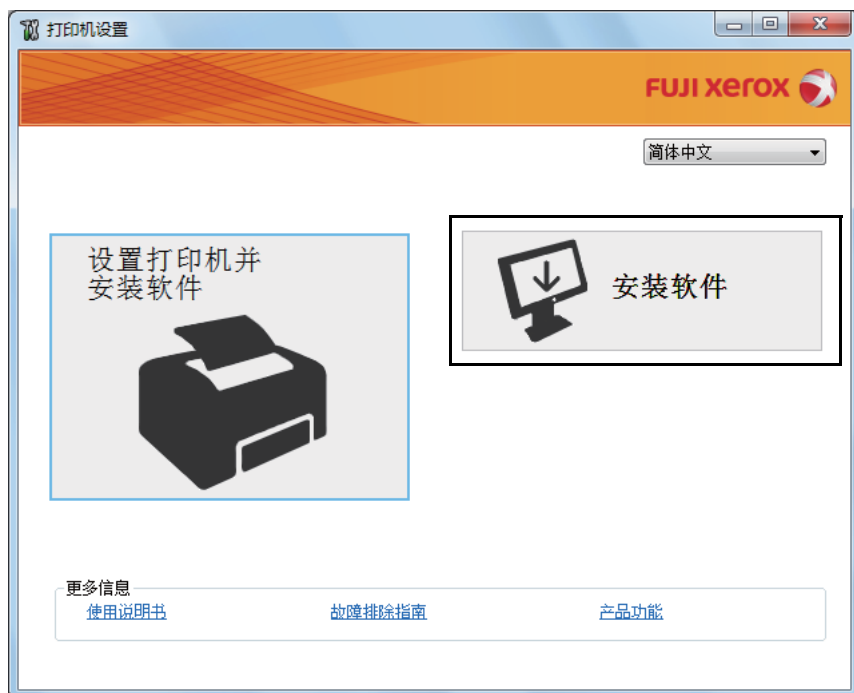 打印机设置
FUJI xerox
简体中文
设置打印机并
安装软件
安装软件
更多信息
使用说明书
故障排除指南
产品功能